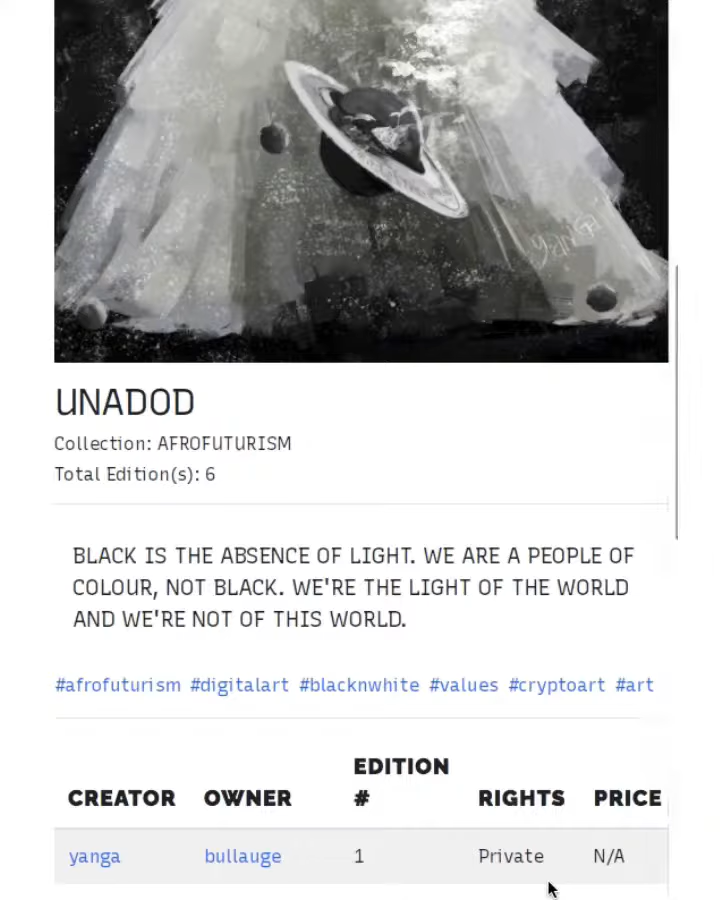 yanga
UNADOD
Collection: AFROFUTURISM
Total Edition(s): 6
BLACK IS THE ABSENCE OF LIGHT. WE ARE A PEOPLE OF
COLOUR, NOT BLACK. WE'RE THE LIGHT OF THE WORLD
AND WE'RE NOT OF THIS WORLD.
#afrofuturism #digitalart #blacknwhite #values #cryptoart #art
CREATOR OWNER EDITION # RIGHTS PRICE
yanga bullauge 1 Private N/A